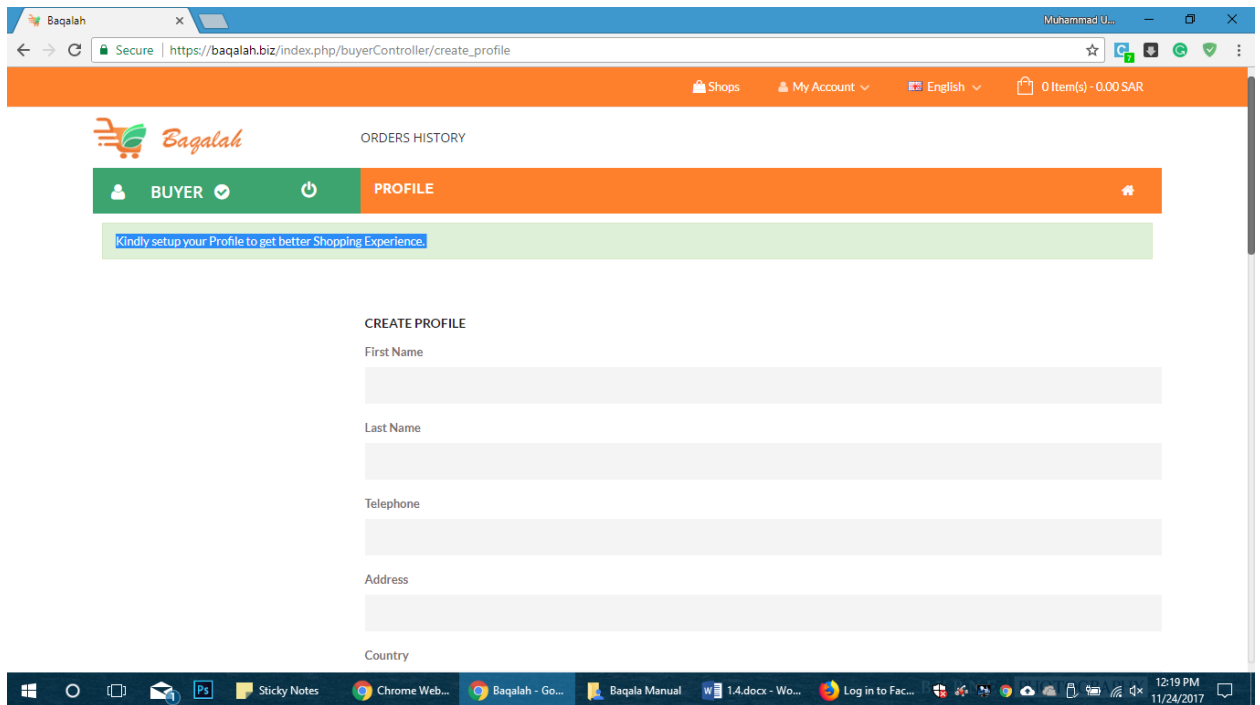 Baqalah
Muhammad U...
Secure | https://baqalah.biz/index.php/buyerController/create_profile
7
Shops My Account English 0 Item(s) - 0.00 SAR
Baqalah ORDERS HISTORY
BUYER PROFILE
Kindly setup your Profile to get better Shopping Experience.
CREATE PROFILE
First Name
Last Name
Telephone
Address
Country
Ps Sticky Notes Chrome Web... Baqalah - Go... Baqala Manual 1.4.docx - Wo... Log in to Fac... 12:19 PM
11/24/2017